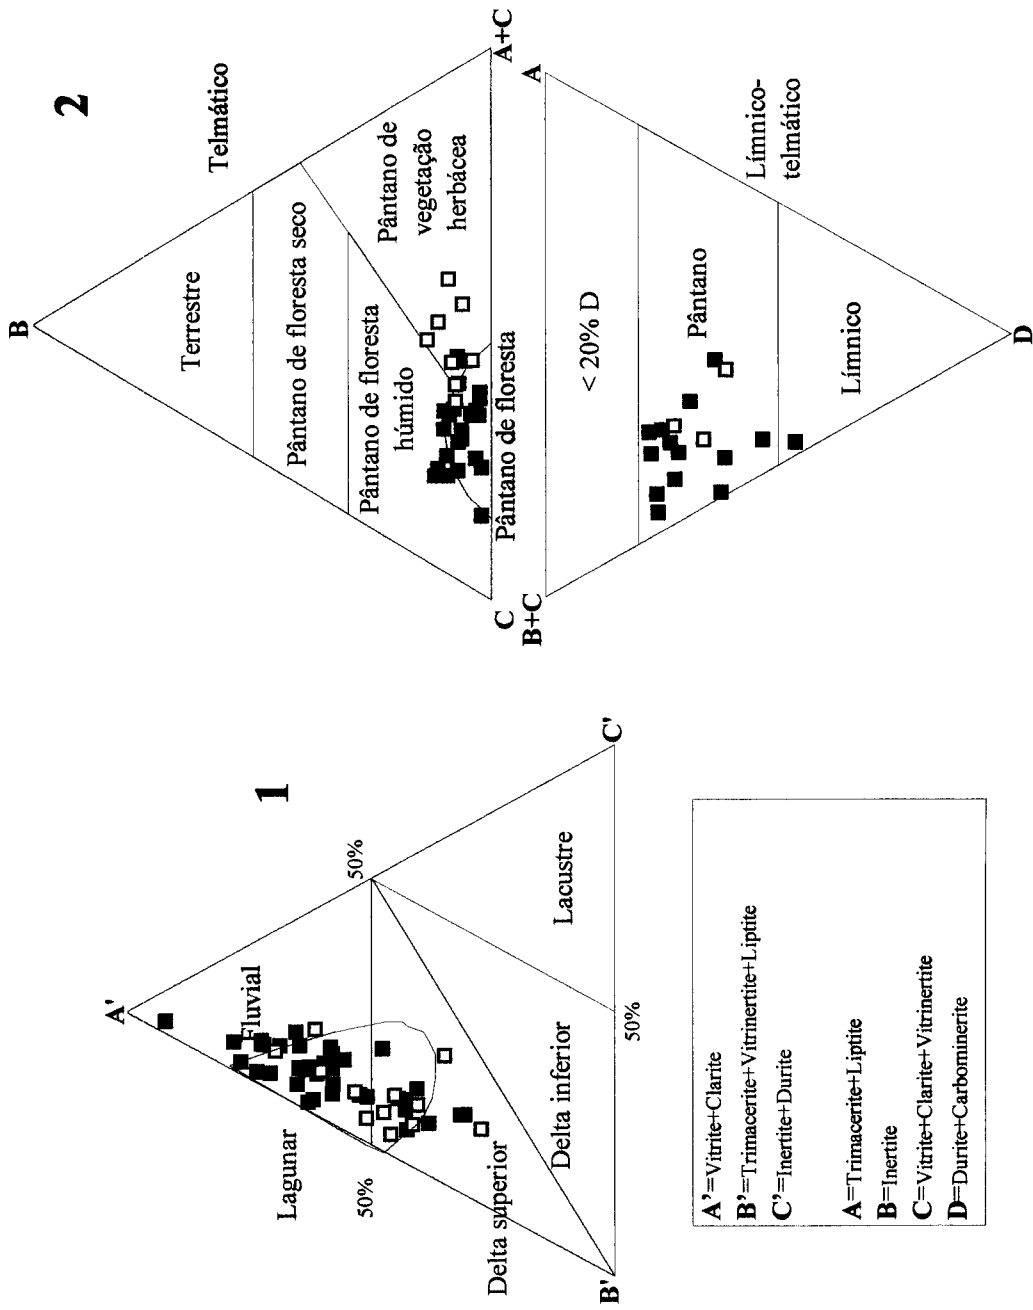 1
A'
Fluvial
Lagunar
50%
50%
Delta superior
Delta inferior
Lacustre
50%
B'
C'
A'=Vitrite+Clarite
B'=Trimacerite+Vitrinertite+Liptite
C'=Inertite+Durite
A=Trimacerite+Liptite
B=Inertite
C=Vitrite+Clarite+Vitrinertite
D=Durite+Carbominerite
2
B
Telmático
Terrestre
Pântano de floresta seco
Pântano de floresta
húmido
Pântano de
vegetação
herbácea
Pântano de floresta
C
A+C
B+C
A
< 20% D
Pântano
Límnico-
telmático
Límnico
D